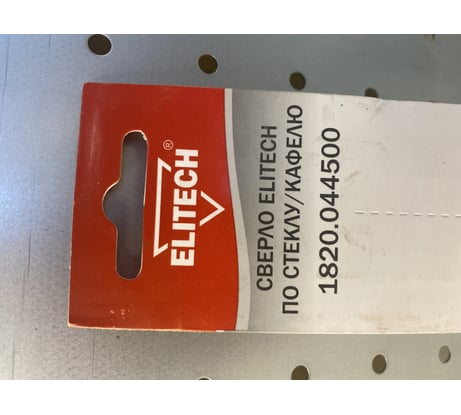 ELITECH®
СВЕРЛО ELITECH
ПО СТЕКЛУ/КАФЕЛЮ
1820.044500